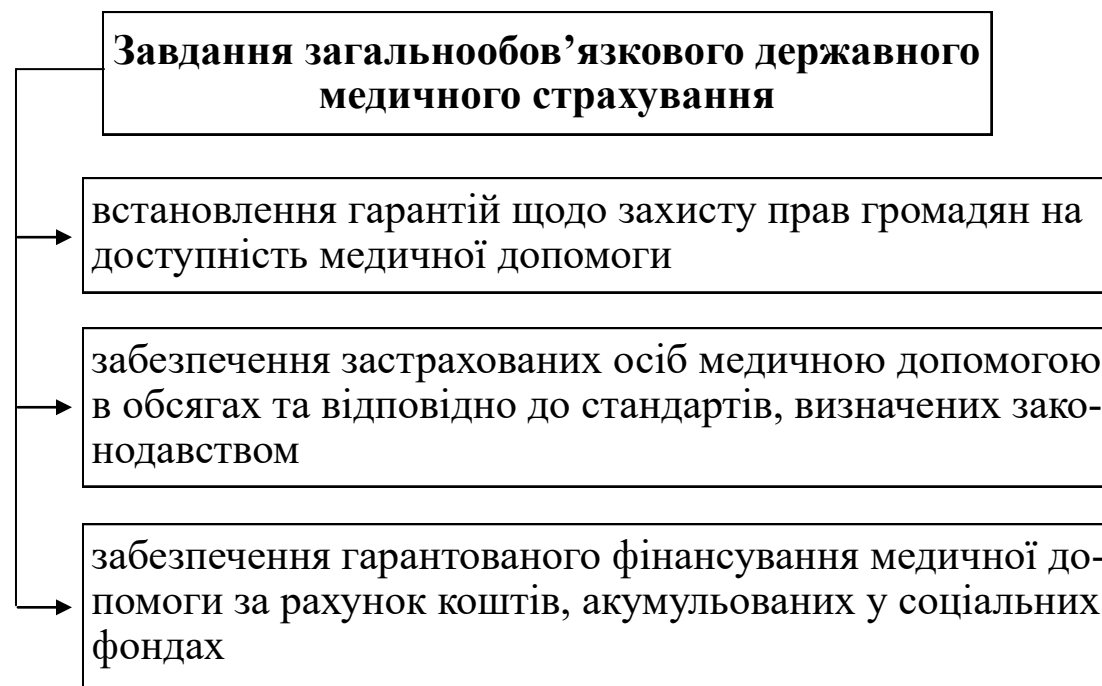 Завдання загальнообов’язкового державного
медичного страхування
встановлення гарантій щодо захисту прав громадян на
доступність медичної допомоги
забезпечення застрахованих осіб медичною допомогою
в обсягах та відповідно до стандартів, визначених зако-
нодавством
забезпечення гарантованого фінансування медичної до-
помоги за рахунок коштів, акумульованих у соціальних
фондах